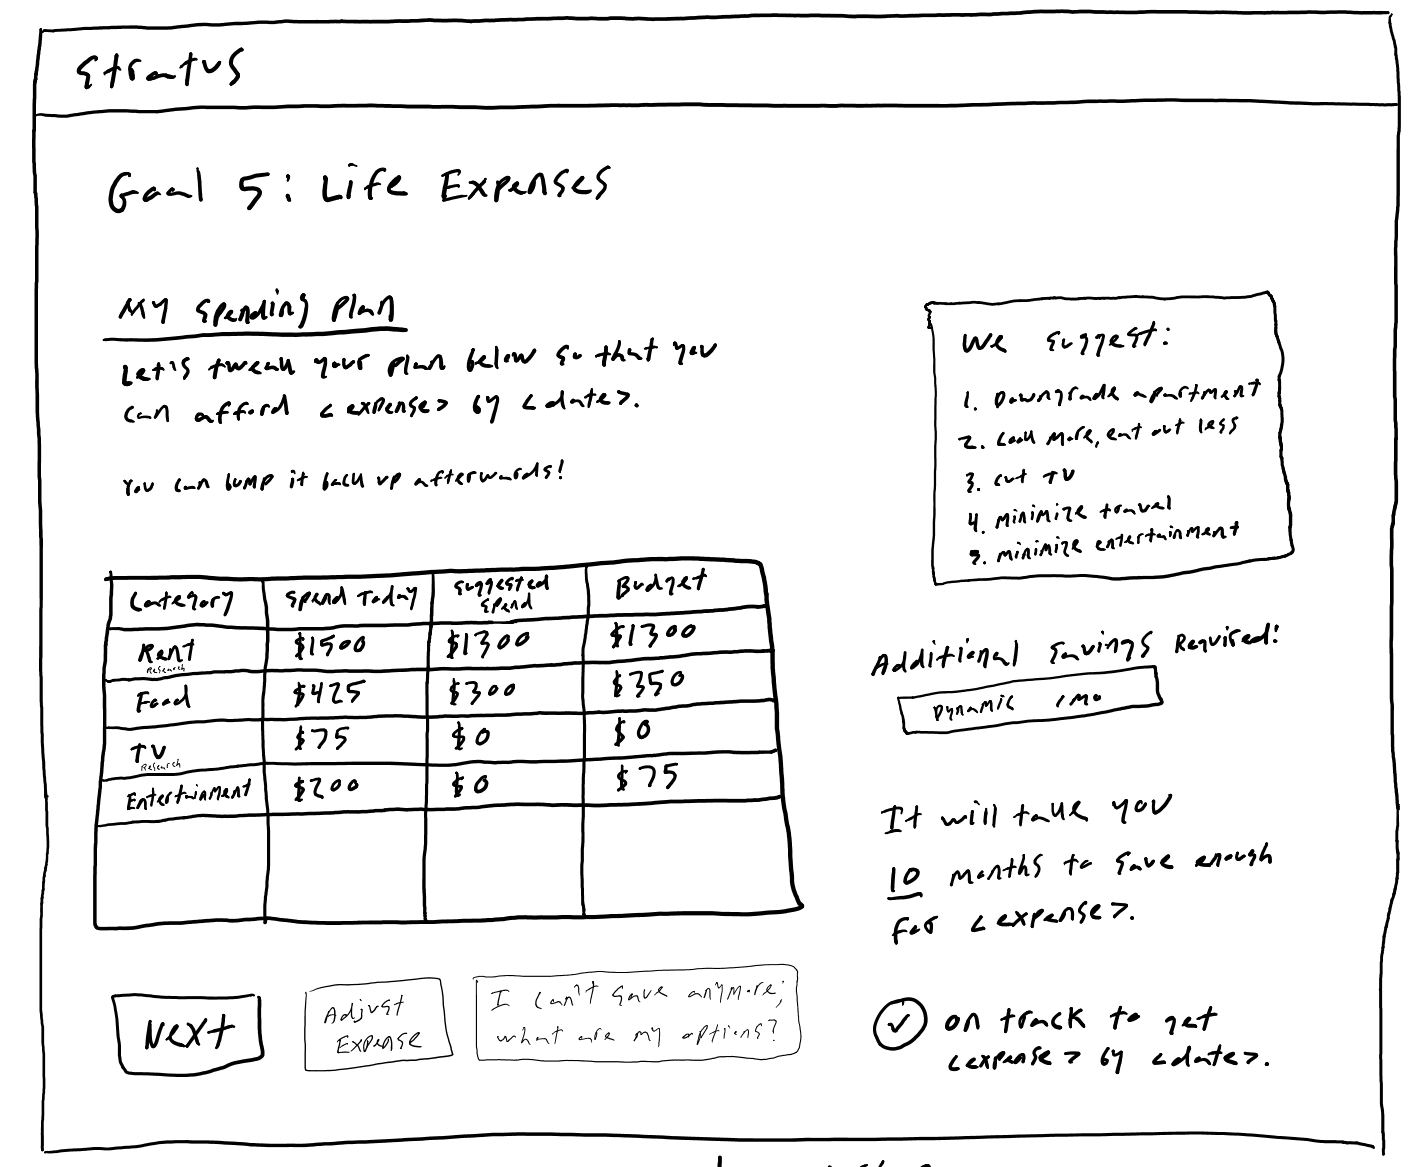 Stratus
Goal 5: Life Expenses
My Spending Plan
Let's tweak your plan below so that you
can afford <expense> by <date>.
You can bump it back up afterwards!
We suggest:
1. Downgrade apartment
2. Cook more, eat out less
3. cut TV
4. minimize travel
5. minimize entertainment
Category Spend Today Suggested Spend Budget
Rent $1500 $1300 $1300
Research
Food $425 $300 $350
TV $75 $0 $0
Research
Entertainment $200 $0 $75
Additional Savings Required!
Dynamic /mo
It will take you
10 months to save enough
for <expense>.
Next
Adjust
Expense
I can't save anymore;
what are my options?
✓ on track to get
<expense> by <date>.